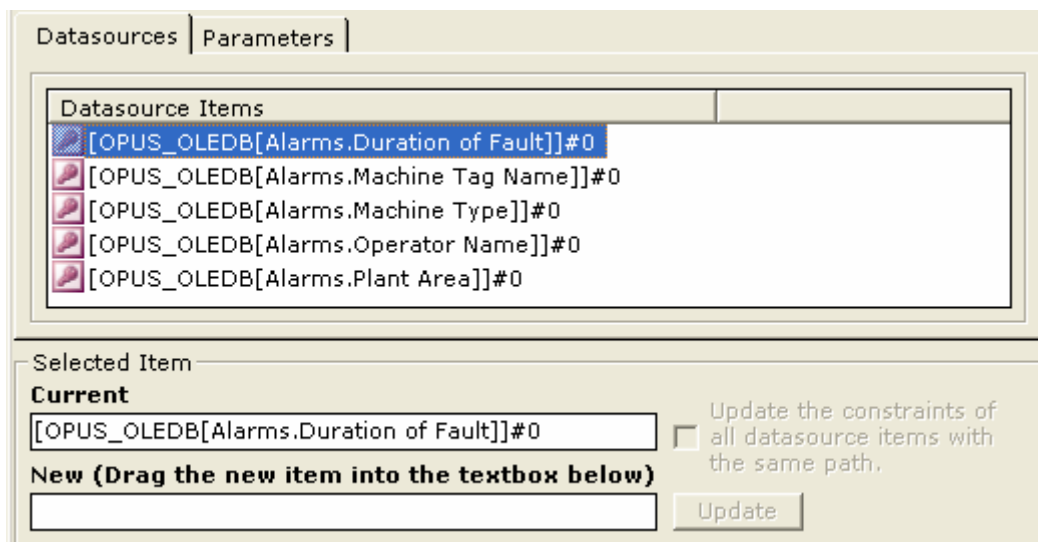 Datasources Parameters
Datasource Items
[OPUS_OLEDB[Alarms.Duration of Fault]]#0
[OPUS_OLEDB[Alarms.Machine Tag Name]]#0
[OPUS_OLEDB[Alarms.Machine Type]]#0
[OPUS_OLEDB[Alarms.Operator Name]]#0
[OPUS_OLEDB[Alarms.Plant Area]]#0
Selected Item
Current
[OPUS_OLEDB[Alarms.Duration of Fault]]#0
Update the constraints of
all datasource items with
the same path.
New (Drag the new item into the textbox below)
Update